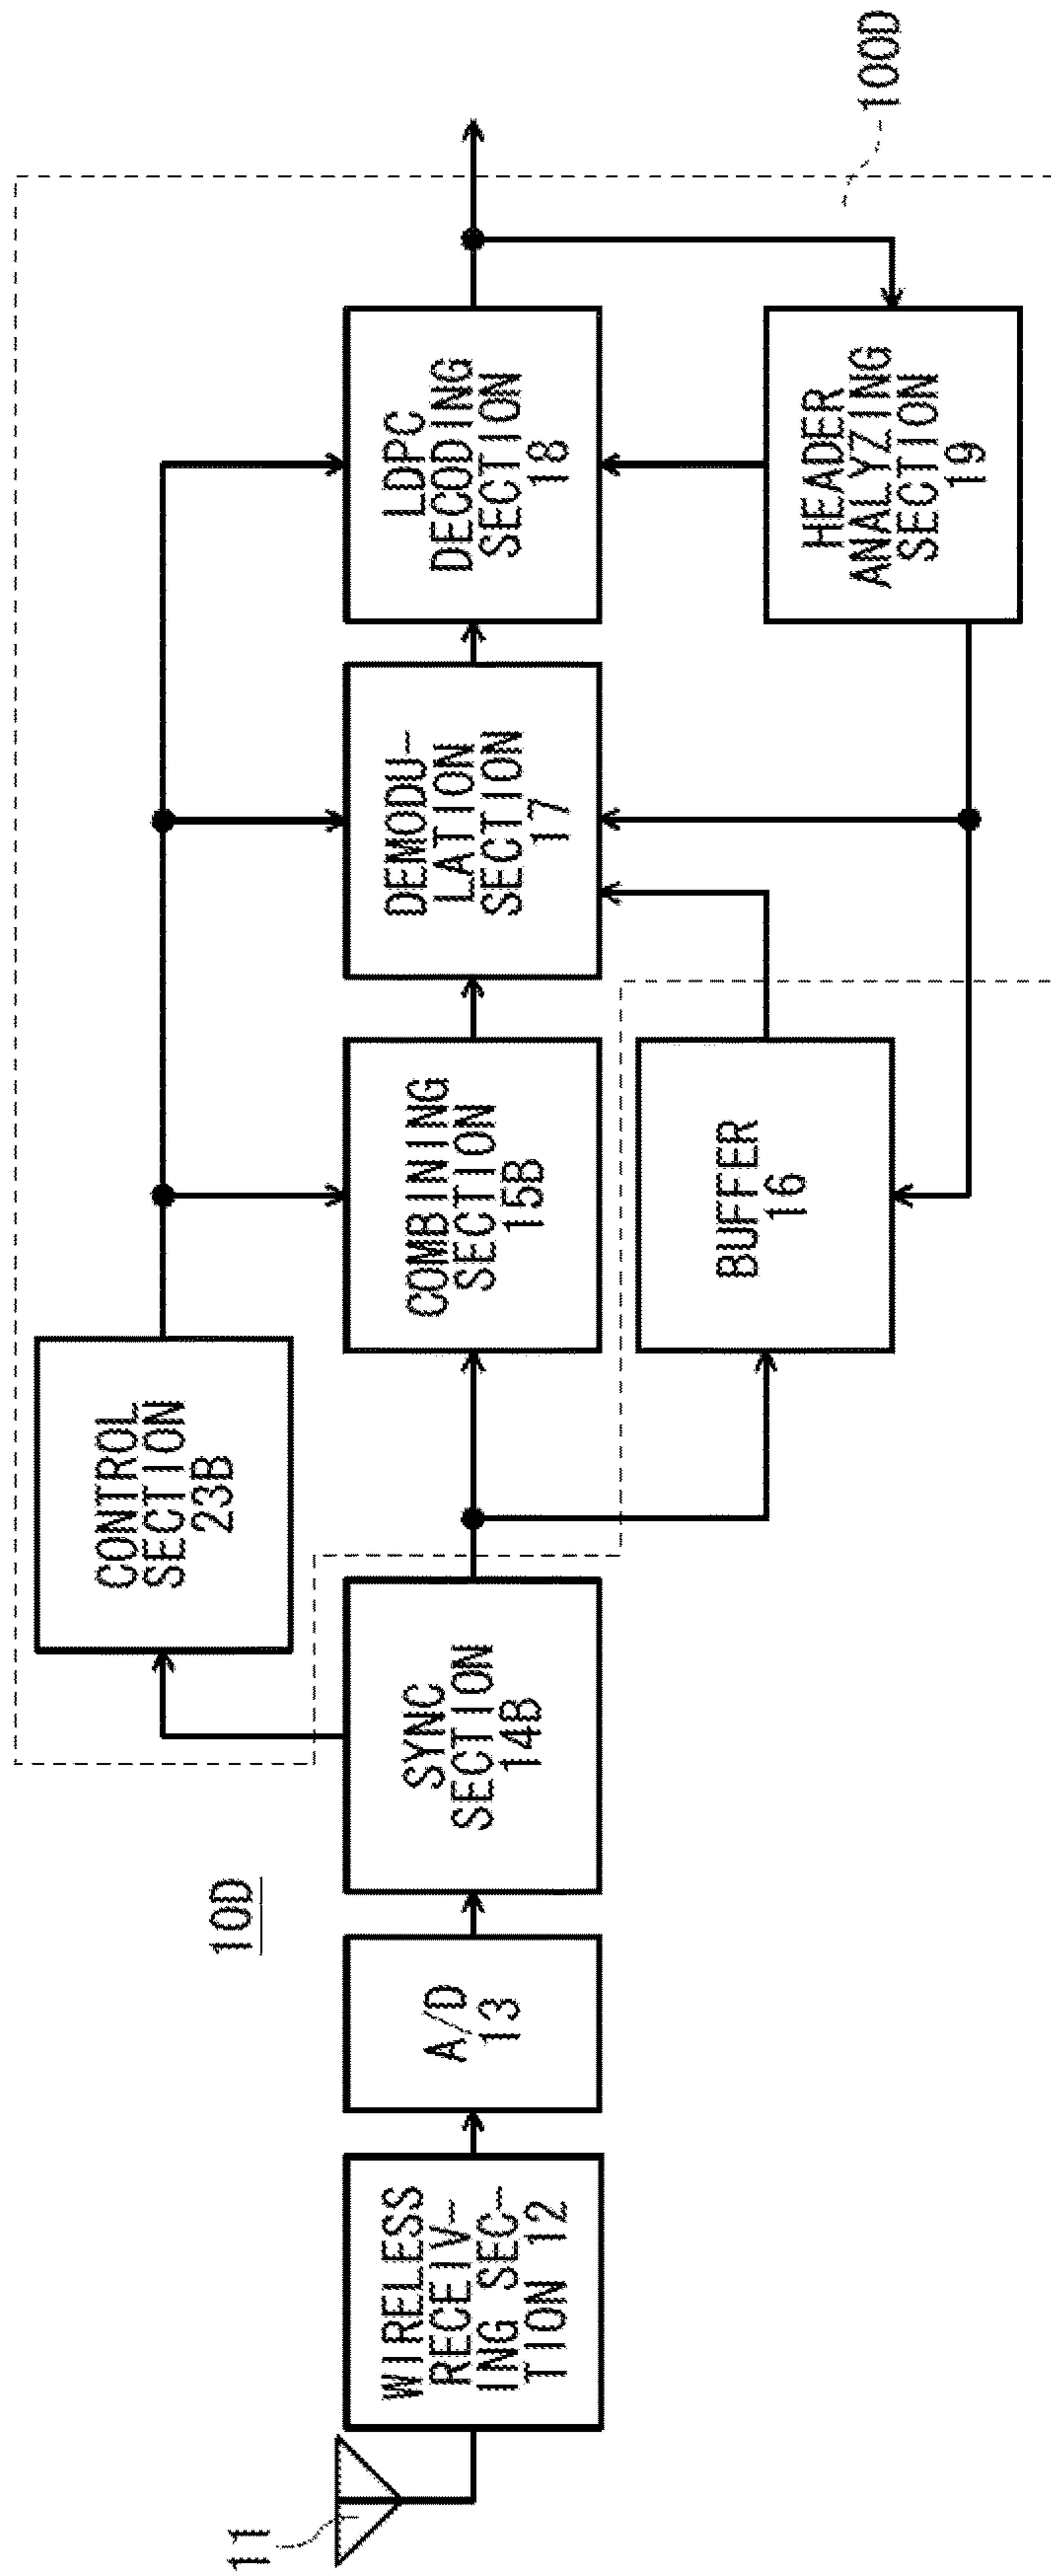 10D
11
WIRELESS
RECEIV-
ING SEC-
TION 12
A/D
13
SYNC
SECTION
14B
CONTROL
SECTION
23B
COMBINING
SECTION
15B
BUFFER
16
DEMODU-
LATION
SECTION
17
LDPC
DECODING
SECTION
18
HEADER
ANALYZING
SECTION
19
100D